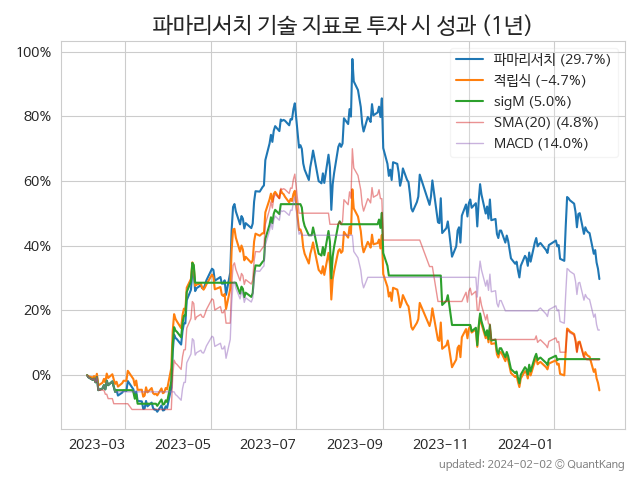 파마리서치 기술 지표로 투자 시 성과 (1년)
100%
80%
60%
40%
20%
0%
파마리서치 (29.7%)
적립식 (-4.7%)
sigM (5.0%)
SMA(20) (4.8%)
MACD (14.0%)
2023-03
2023-05
2023-07
2023-09
2023-11
2024-01
updated: 2024-02-02 © QuantKang